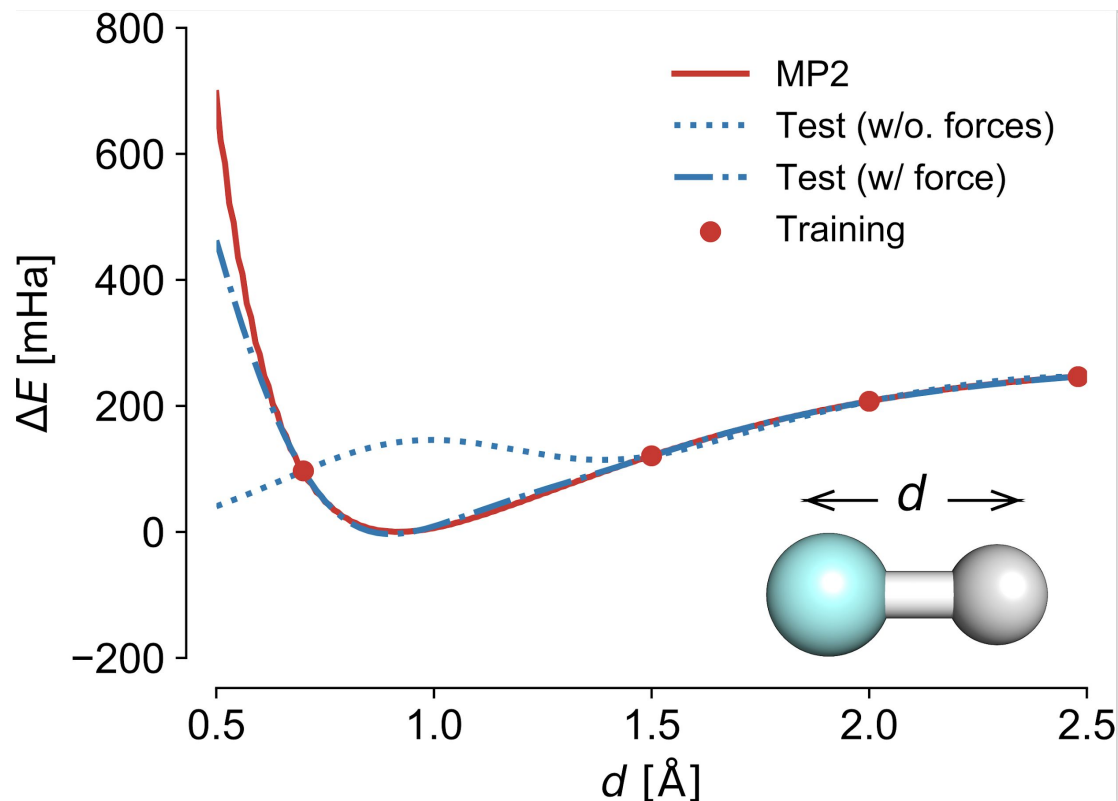 800
600
400
200
0
−200
ΔE [mHa]
MP2
Test (w/o. forces)
Test (w/ force)
Training
d
0.5 1.0 1.5 2.0 2.5
d [Å]